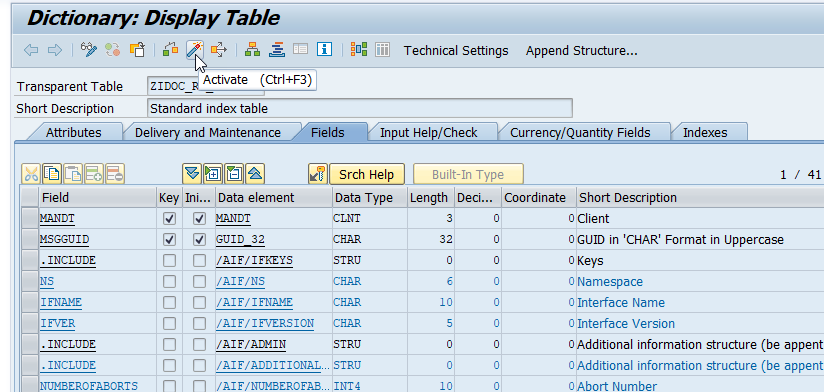 Dictionary: Display Table
Technical Settings Append Structure...
Activate (Ctrl+F3)
Transparent Table
Short Description Standard index table
Attributes Delivery and Maintenance Fields Input Help/Check Currency/Quantity Fields Indexes
Srch Help Built-In Type 1 / 41
Field Key Ini... Data element Data Type Length Deci... Coordinate Short Description
MANDT MANDT CLNT 3 0 0 Client
MSGGUID GUID_32 CHAR 32 0 0 GUID in 'CHAR' Format in Uppercase
.INCLUDE /AIF/IFKEYS STRU 0 0 0 Keys
NS /AIF/NS CHAR 6 0 0 Namespace
IFNAME /AIF/IFNAME CHAR 10 0 0 Interface Name
IFVER /AIF/IFVERSION CHAR 5 0 0 Interface Version
.INCLUDE /AIF/ADMIN STRU 0 0 0 Additional information structure (be appent
.INCLUDE /AIF/ADDITIONAL... STRU 0 0 0 Additional information structure (be appent
NUMBEROFABORTS /AIF/NUMBEROFAB... INT4 10 0 0 Abort Number